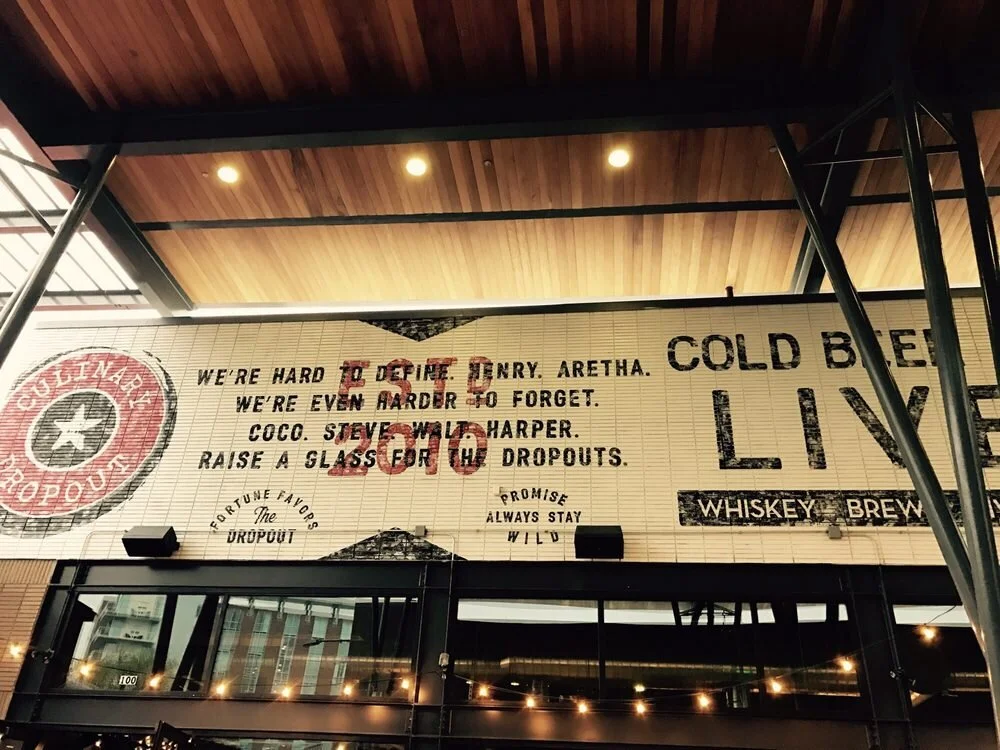 CULINARY
DROPOUT
ESTD
2010
WE'RE HARD TO DEFINE. HENRY. ARETHA.
WE'RE EVEN HARDER TO FORGET.
COCO. STEVE. WALT. HARPER.
RAISE A GLASS FOR THE DROPOUTS.
FORTUNE FAVORS
The
DROPOUT
PROMISE
ALWAYS STAY
WILD
COLD BEER
LIVE
WHISKEY BREW
100